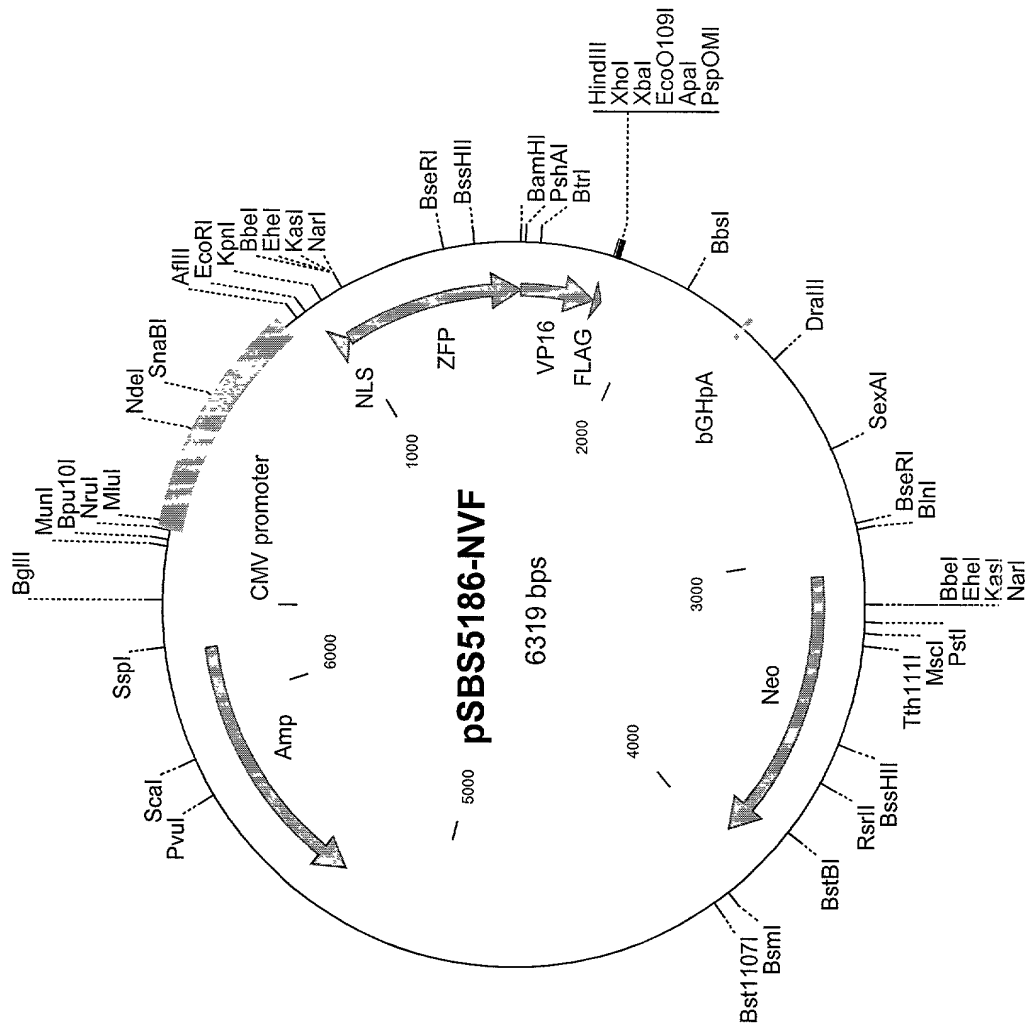 pSBS5186-NVF
6319 bps
1000
2000
3000
4000
5000
6000
BglII
MunI
Bpu10I
NruI
MluI
NdeI
SnaBI
AflII
EcoRI
KpnI
BbeI
EheI
KasI
NarI
BseRI
BssHII
BamHI
PshAI
BtrI
HindIII
XhoI
XbaI
EcoO109I
ApaI
PspOMI
BbsI
DraIII
SexAI
BseRI
BlnI
BbeI
EheI
KasI
NarI
PstI
MscI
Tth111I
BssHII
RsrII
BstBI
BsmI
Bst1107I
PvuI
ScaI
SspI
CMV promoter
NLS
ZFP
VP16
FLAG
bGHpA
Neo
Amp